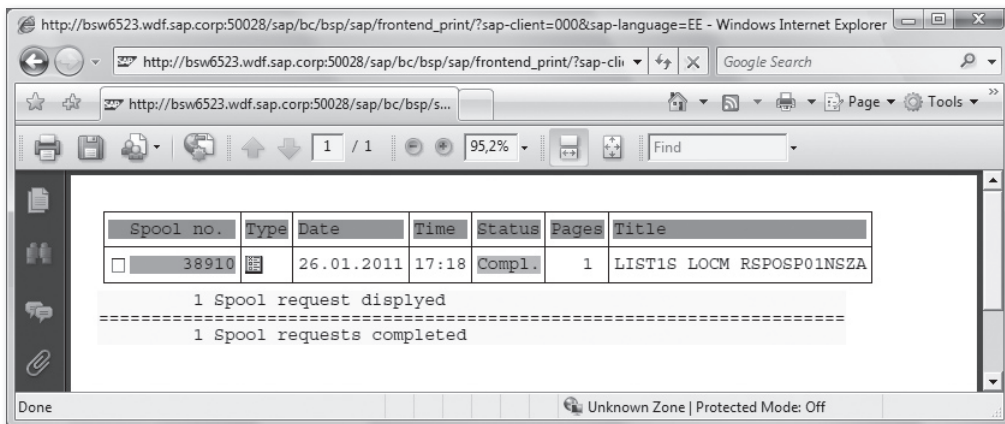 http://bsw6523.wdf.sap.corp:50028/sap/bc/bsp/sap/frontend_print/?sap-client=000&sap-language=EE - Windows Internet Explorer
http://bsw6523.wdf.sap.corp:50028/sap/bc/bsp/sap/frontend_print/?sap-cli
Google Search
http://bsw6523.wdf.sap.corp:50028/sap/bc/bsp/s...
Page Tools
1 / 1 95,2% Find
Spool no. Type Date Time Status Pages Title
38910 26.01.2011 17:18 Compl. 1 LIST1S LOCM RSPOSP01NSZA
1 Spool request displyed
=======================================================================
1 Spool requests completed
Done
Unknown Zone | Protected Mode: Off